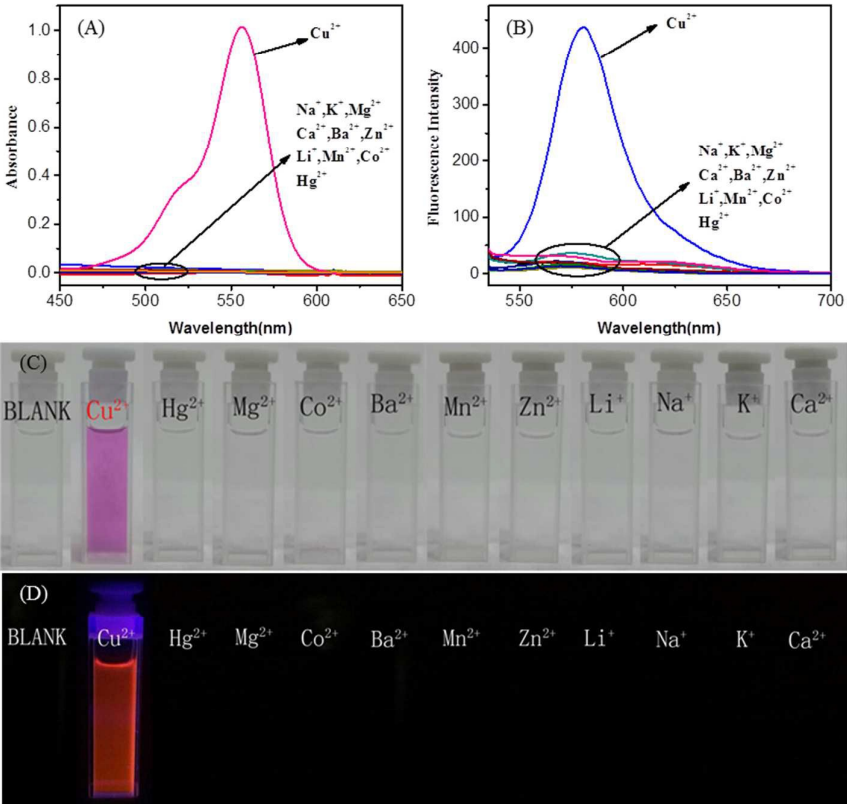 (A)
Cu²⁺
Na⁺,K⁺,Mg²⁺
Ca²⁺,Ba²⁺,Zn²⁺
Li⁺,Mn²⁺,Co²⁺
Hg²⁺
Absorbance
1.0
0.8
0.6
0.4
0.2
0.0
450 500 550 600 650
Wavelength(nm)
(B)
Cu²⁺
Na⁺,K⁺,Mg²⁺
Ca²⁺,Ba²⁺,Zn²⁺
Li⁺,Mn²⁺,Co²⁺
Hg²⁺
Fluorescence Intensity
400
300
200
100
0
550 600 650 700
Wavelength(nm)
(C)
BLANK Cu²⁺ Hg²⁺ Mg²⁺ Co²⁺ Ba²⁺ Mn²⁺ Zn²⁺ Li⁺ Na⁺ K⁺ Ca²⁺
(D)
BLANK Cu²⁺ Hg²⁺ Mg²⁺ Co²⁺ Ba²⁺ Mn²⁺ Zn²⁺ Li⁺ Na⁺ K⁺ Ca²⁺